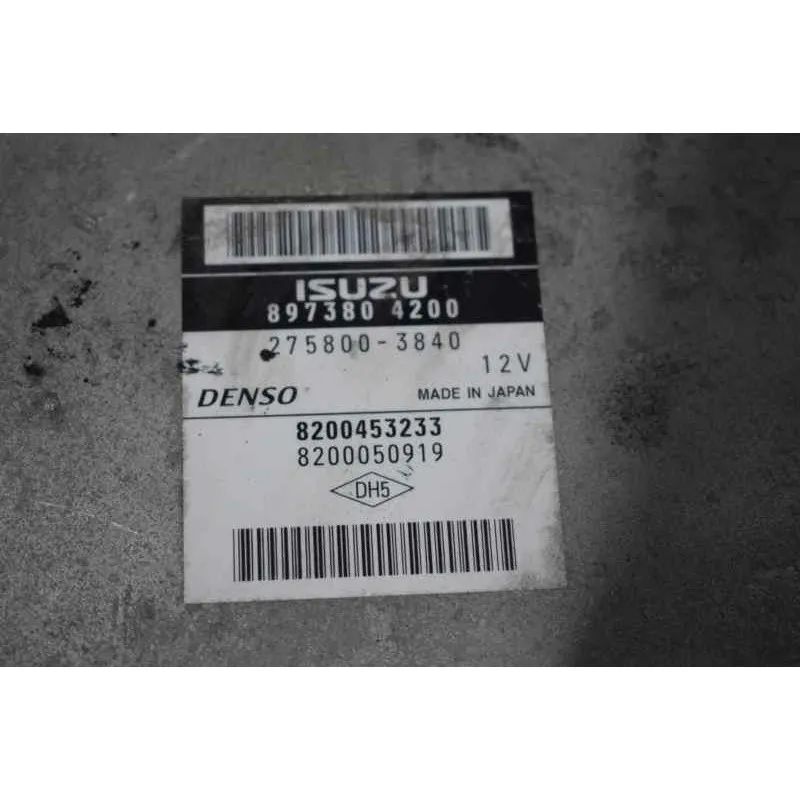 ISUZU
897380 4200
275800-3840
12V
DENSO MADE IN JAPAN
8200453233
8200050919
DH5